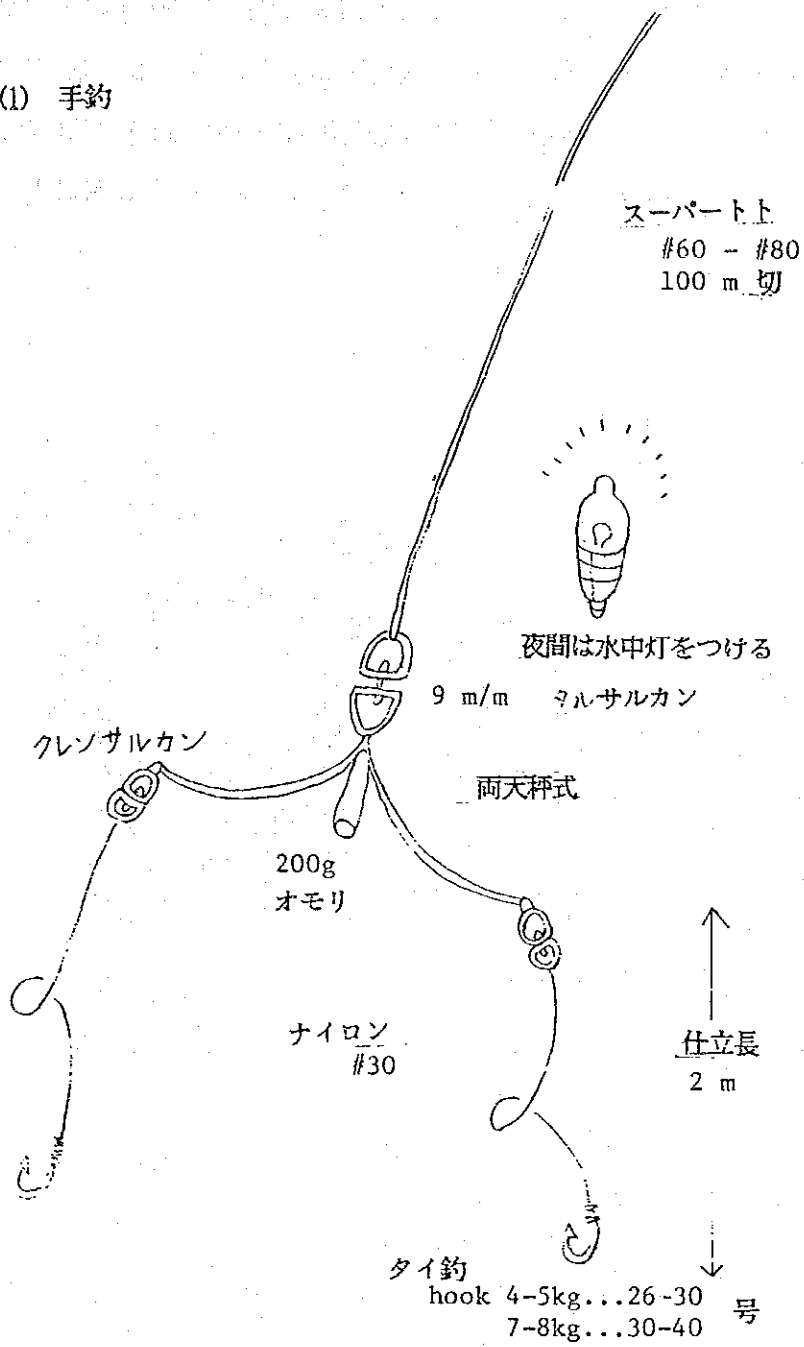 (1) 手釣
スーパートト
#60 - #80
100 m 切
夜間は水中灯をつける
9 m/m タルサルカン
クレンサルカン
両天秤式
200g
オモリ
ナイロン
#30
仕立長
2 m
タイ釣
hook 4-5kg...26-30 号
7-8kg...30-40